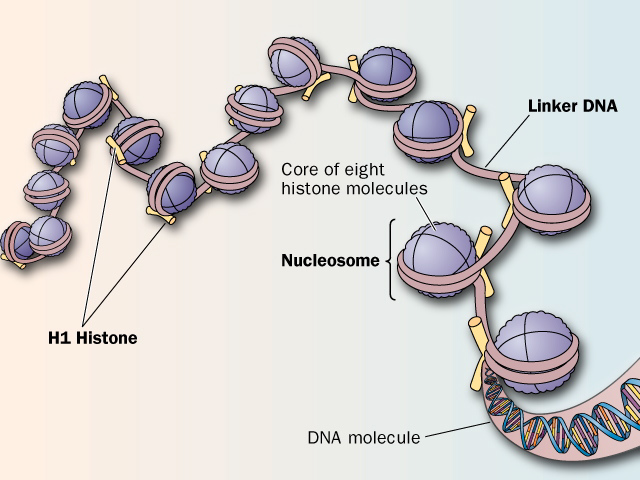 Linker DNA
Core of eight
histone molecules
Nucleosome
H1 Histone
DNA molecule